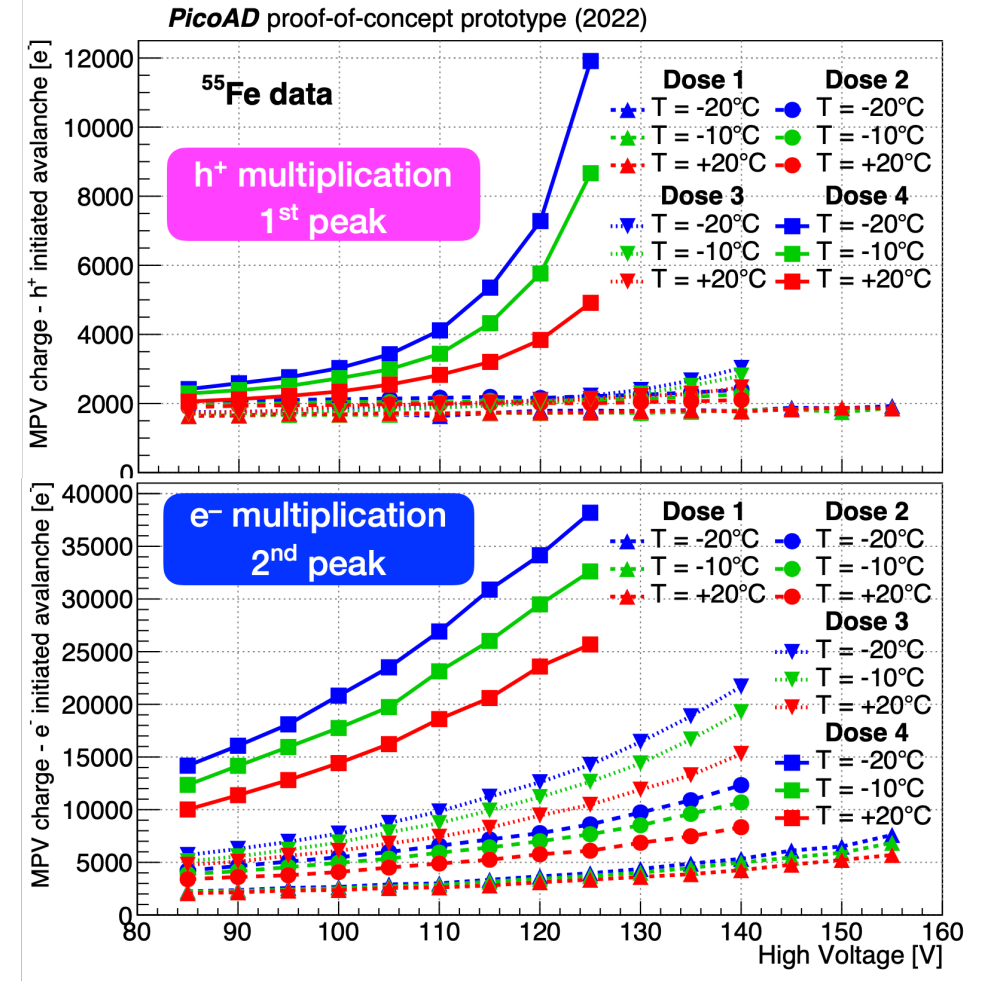 PicoAD proof-of-concept prototype (2022)
MPV charge - h⁺ initiated avalanche [e⁻]
12000
10000
8000
6000
4000
2000
0
⁵⁵Fe data
h⁺ multiplication
1ˢᵗ peak
Dose 1
T = -20°C
T = -10°C
T = +20°C
Dose 2
T = -20°C
T = -10°C
T = +20°C
Dose 3
T = -20°C
T = -10°C
T = +20°C
Dose 4
T = -20°C
T = -10°C
T = +20°C
MPV charge - e⁻ initiated avalanche [e⁻]
40000
35000
30000
25000
20000
15000
10000
5000
0
e⁻ multiplication
2ⁿᵈ peak
Dose 1
T = -20°C
T = -10°C
T = +20°C
Dose 2
T = -20°C
T = -10°C
T = +20°C
Dose 3
T = -20°C
T = -10°C
T = +20°C
Dose 4
T = -20°C
T = -10°C
T = +20°C
80 90 100 110 120 130 140 150 160
High Voltage [V]